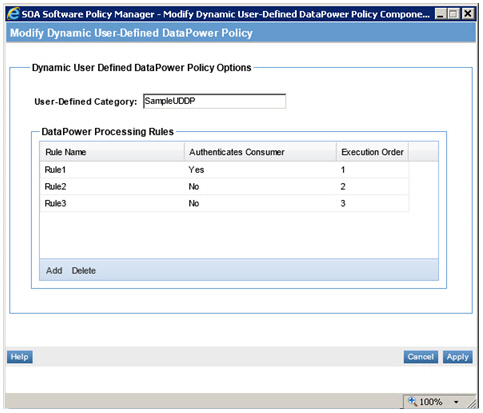 SOA Software Policy Manager - Modify Dynamic User-Defined DataPower Policy Compone...
Modify Dynamic User-Defined DataPower Policy
Dynamic User Defined DataPower Policy Options
User-Defined Category: SampleUDDP
DataPower Processing Rules
Rule Name Authenticates Consumer Execution Order
Rule1 Yes 1
Rule2 No 2
Rule3 No 3
Add Delete
Help Cancel Apply
100%